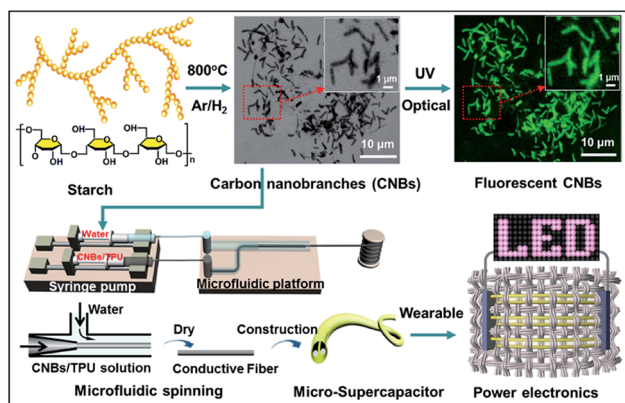 800°C
Ar/H₂
1 µm
10 µm
UV
Optical
1 µm
10 µm
OH
OH
OH
O
O
O
O
O
O
O
OH
OH
OH
n
Starch
Carbon nanobranches (CNBs)
Fluorescent CNBs
Water
CNBs/TPU
Syringe pump
Microfluidic platform
LED
Water
CNBs/TPU solution
Dry
Conductive Fiber
Construction
Wearable
Microfluidic spinning
Micro-Supercapacitor
Power electronics